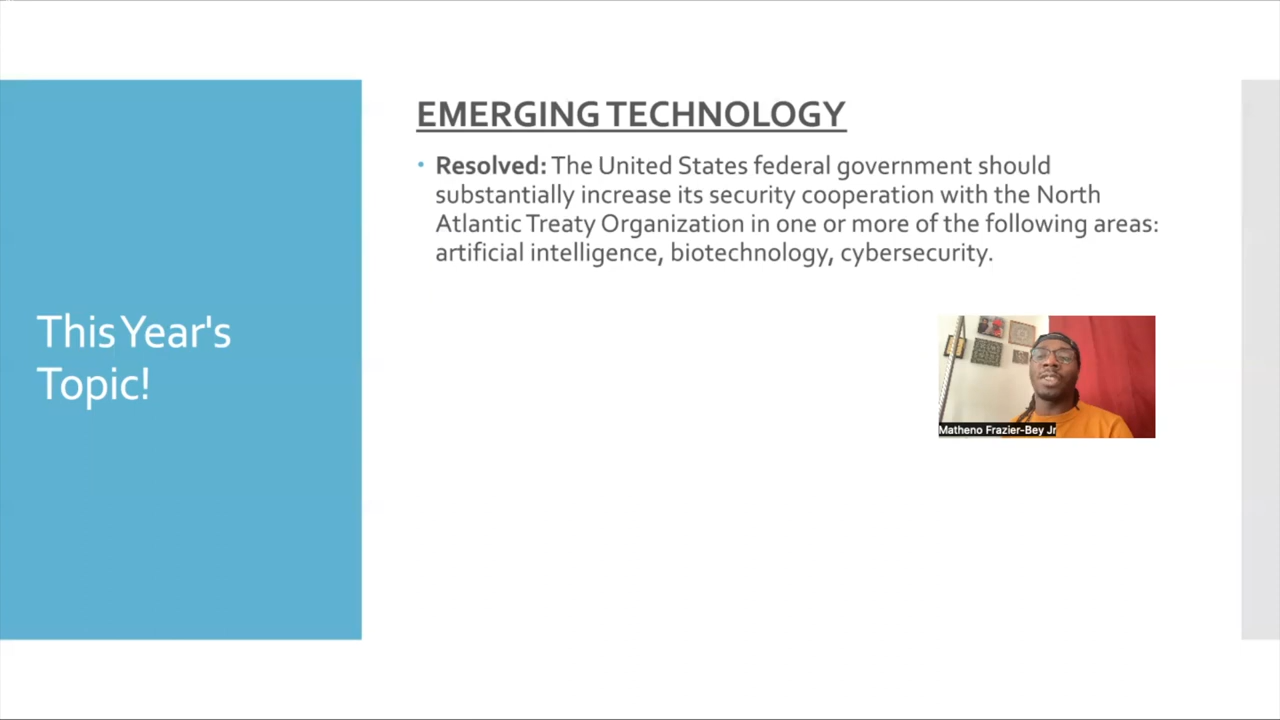 EMERGING TECHNOLOGY
• Resolved: The United States federal government should
substantially increase its security cooperation with the North
Atlantic Treaty Organization in one or more of the following areas:
artificial intelligence, biotechnology, cybersecurity.
This Year's
Topic!
Matheno Frazier-Bey Jr